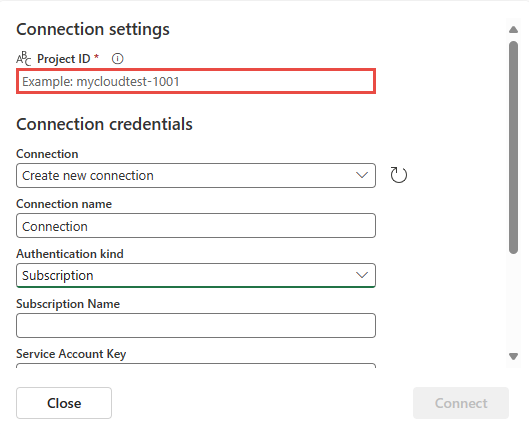 Connection settings
ABC Project ID *
Example: mycloudtest-1001
Connection credentials
Connection
Create new connection
Connection name
Connection
Authentication kind
Subscription
Subscription Name
Service Account Key
Close
Connect